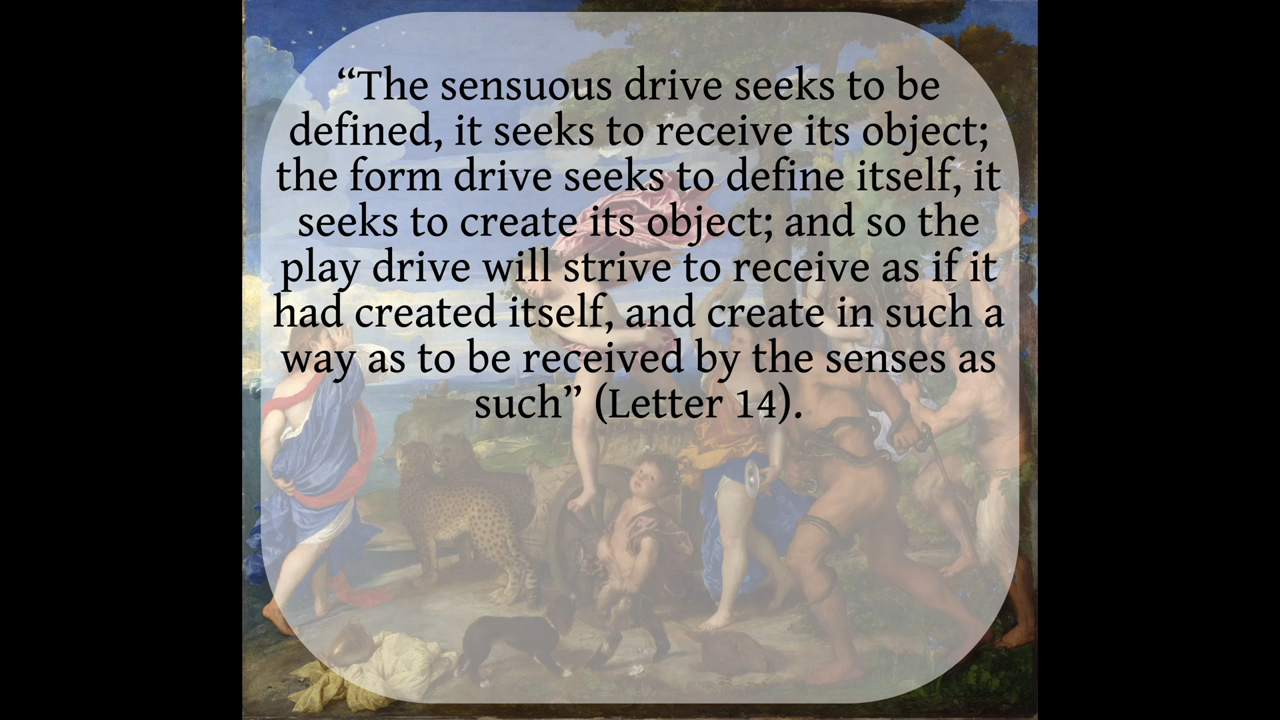 “The sensuous drive seeks to be
defined, it seeks to receive its object;
the form drive seeks to define itself, it
seeks to create its object; and so the
play drive will strive to receive as if it
had created itself, and create in such a
way as to be received by the senses as
such” (Letter 14).